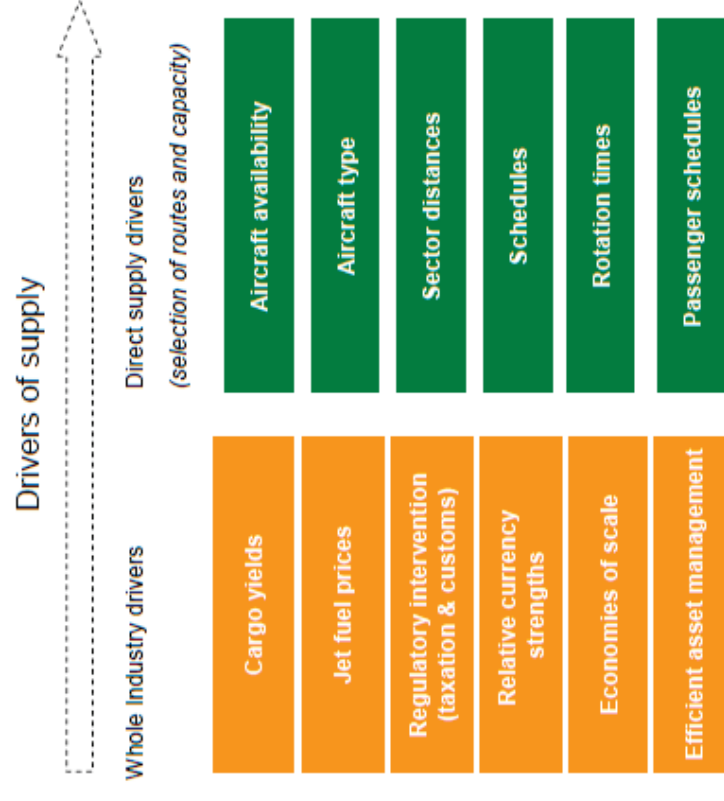 Drivers of supply
Whole Industry drivers
Direct supply drivers
(selection of routes and capacity)
Cargo yields
Aircraft availability
Jet fuel prices
Aircraft type
Regulatory intervention
(taxation & customs)
Sector distances
Relative currency
strengths
Schedules
Economies of scale
Rotation times
Efficient asset management
Passenger schedules